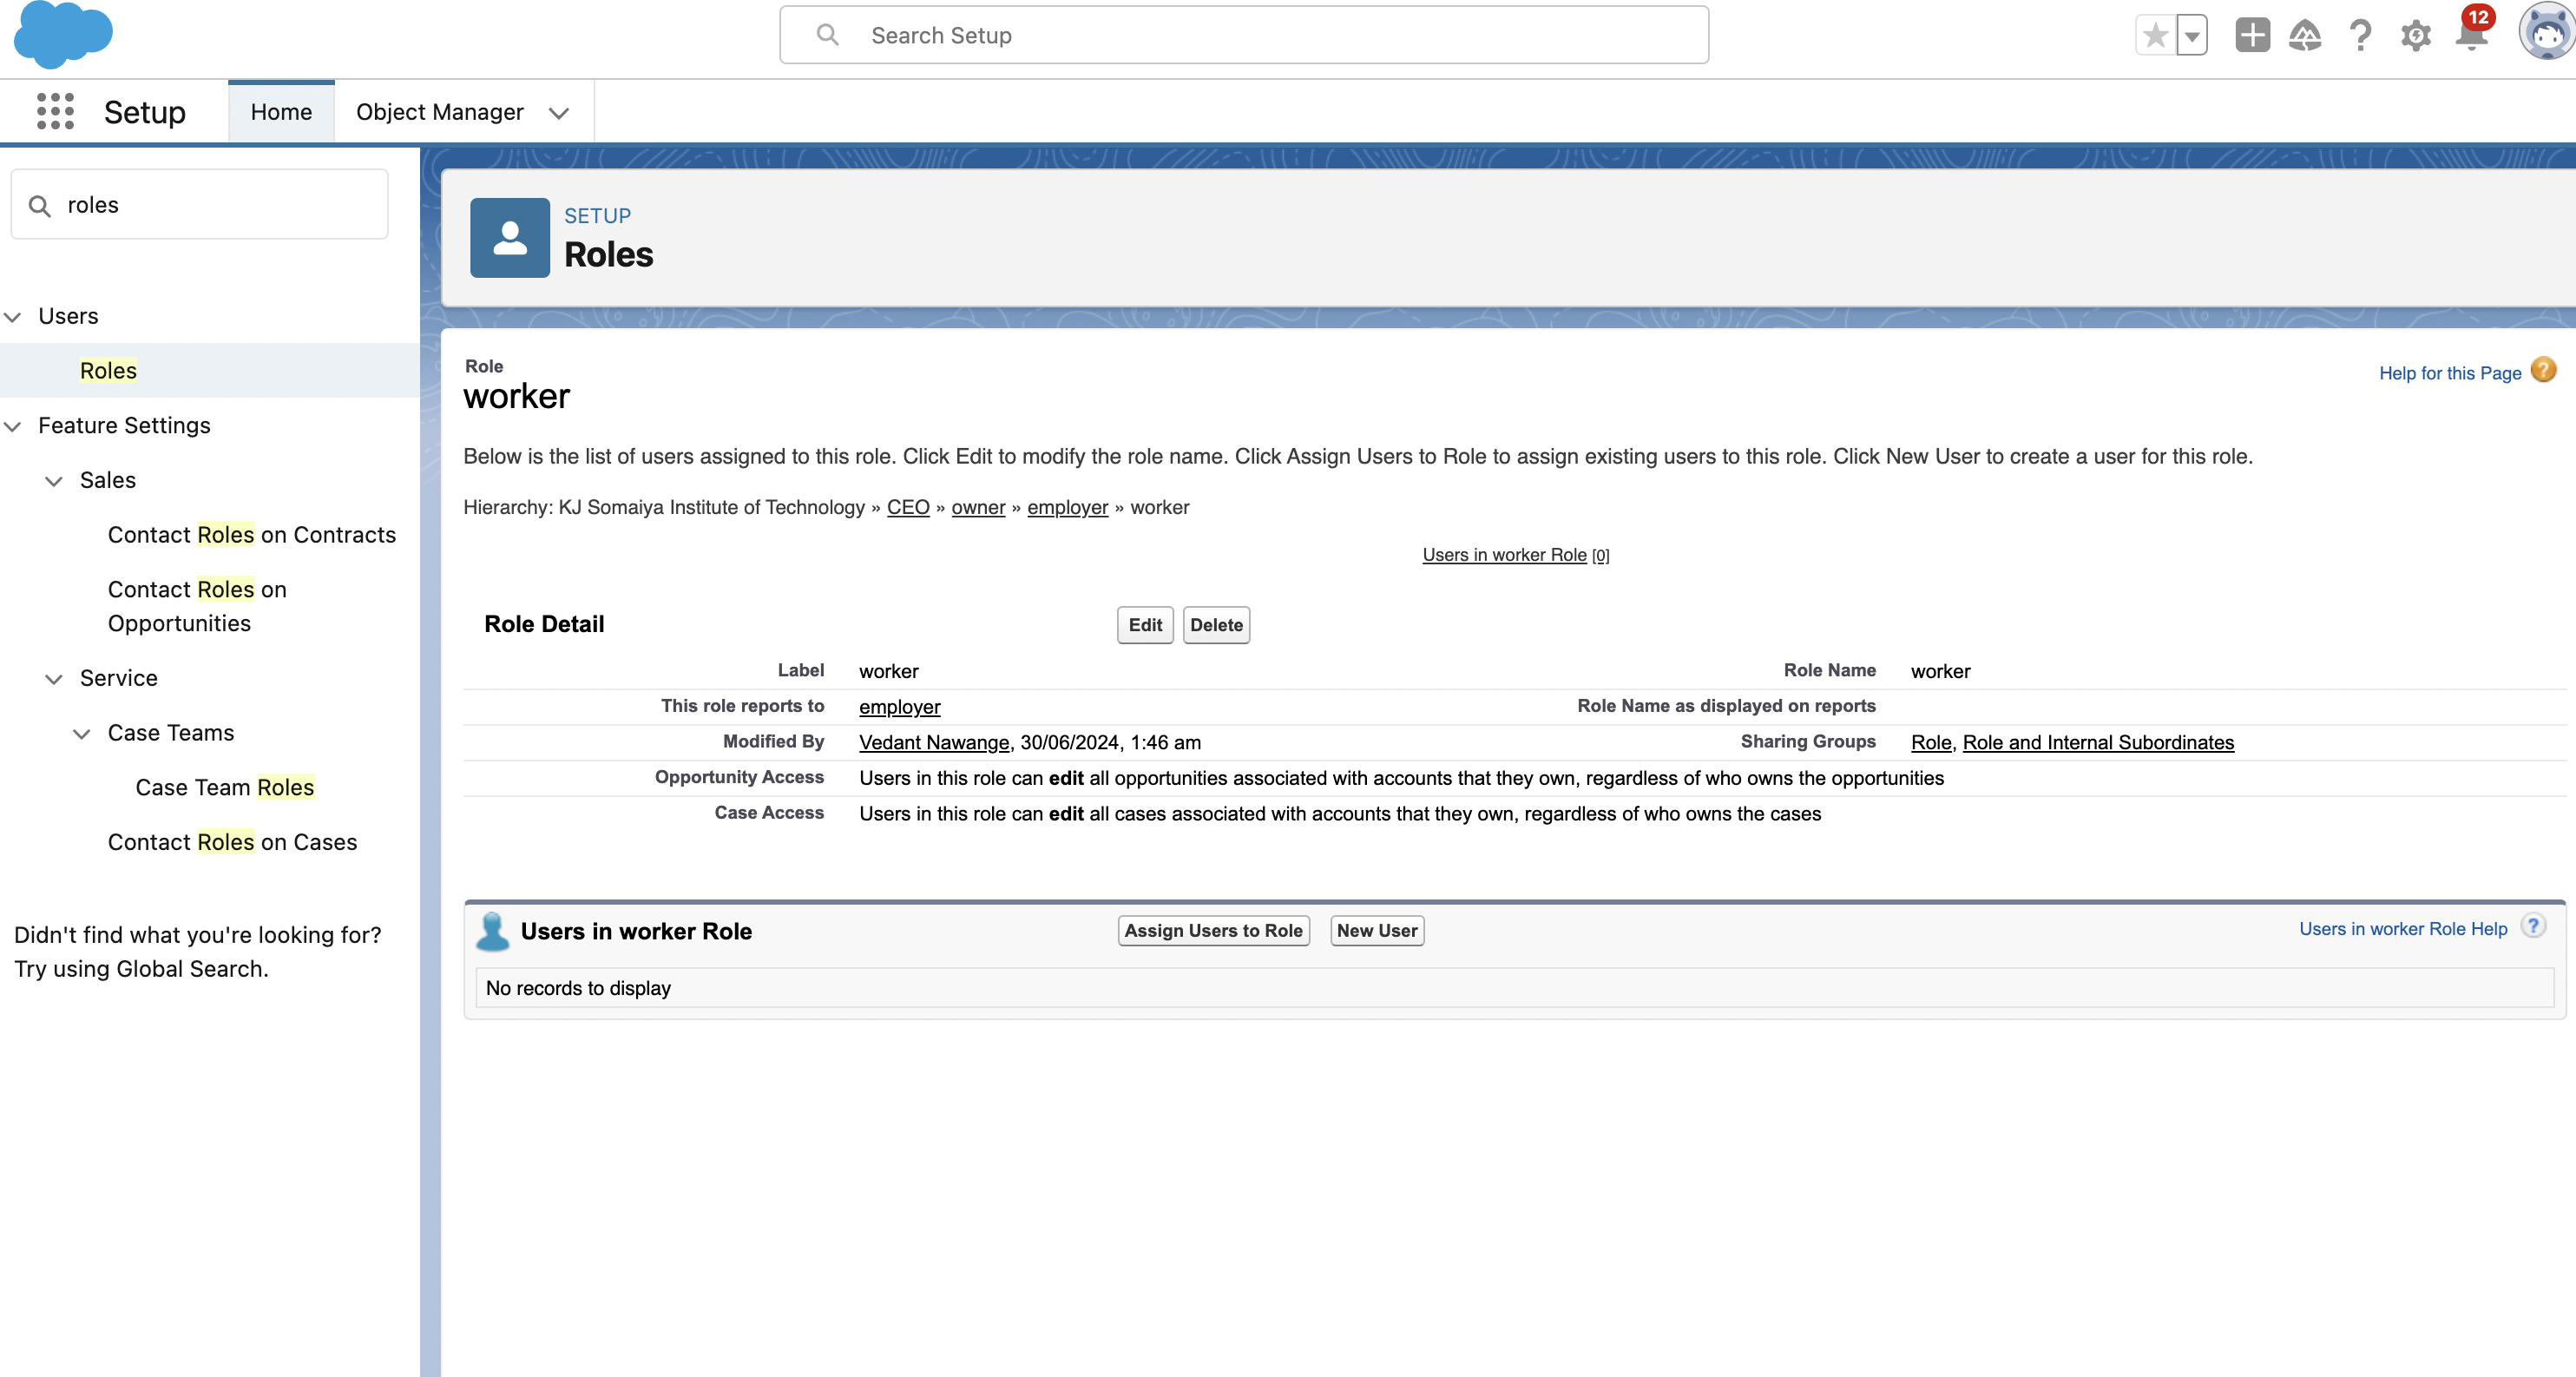 Search Setup
12
Setup
Home
Object Manager
roles
SETUP
Roles
Users
Roles
Feature Settings
Sales
Contact Roles on Contracts
Contact Roles on
Opportunities
Service
Case Teams
Case Team Roles
Contact Roles on Cases
Didn't find what you're looking for?
Try using Global Search.
Role
worker
Help for this Page ?
Below is the list of users assigned to this role. Click Edit to modify the role name. Click Assign Users to Role to assign existing users to this role. Click New User to create a user for this role.
Hierarchy: KJ Somaiya Institute of Technology » CEO » owner » employer » worker
Users in worker Role [0]
Role Detail Edit Delete
Label worker Role Name worker
This role reports to employer Role Name as displayed on reports
Modified By Vedant Nawange, 30/06/2024, 1:46 am Sharing Groups Role, Role and Internal Subordinates
Opportunity Access Users in this role can edit all opportunities associated with accounts that they own, regardless of who owns the opportunities
Case Access Users in this role can edit all cases associated with accounts that they own, regardless of who owns the cases
Users in worker Role Assign Users to Role New User Users in worker Role Help ?
No records to display